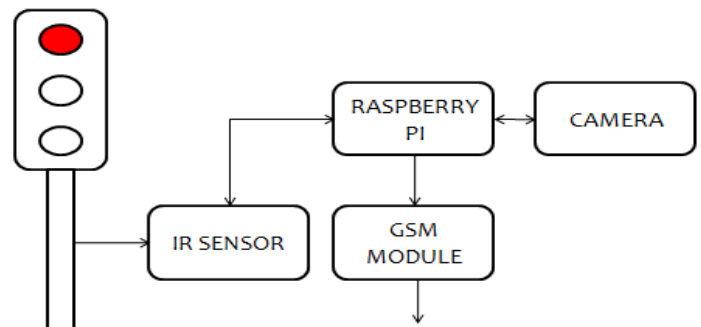 RASPBERRY
PI
CAMERA
IR SENSOR
GSM
MODULE